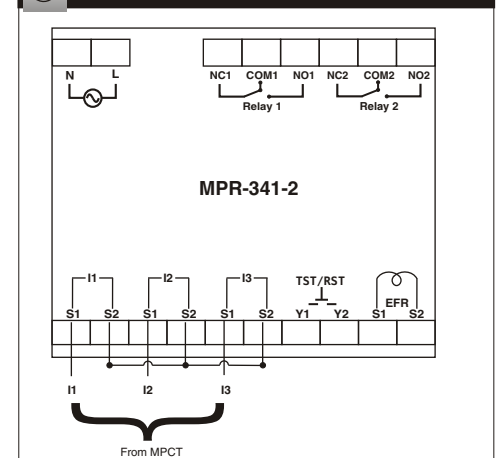 N L NC1 COM1 NO1 NC2 COM2 NO2
Relay 1 Relay 2
MPR-341-2
I1 I2 I3 TST/RST
EFR
S1 S2 S1 S2 S1 S2 Y1 Y2 S1 S2
I1 I2 I3
From MPCT